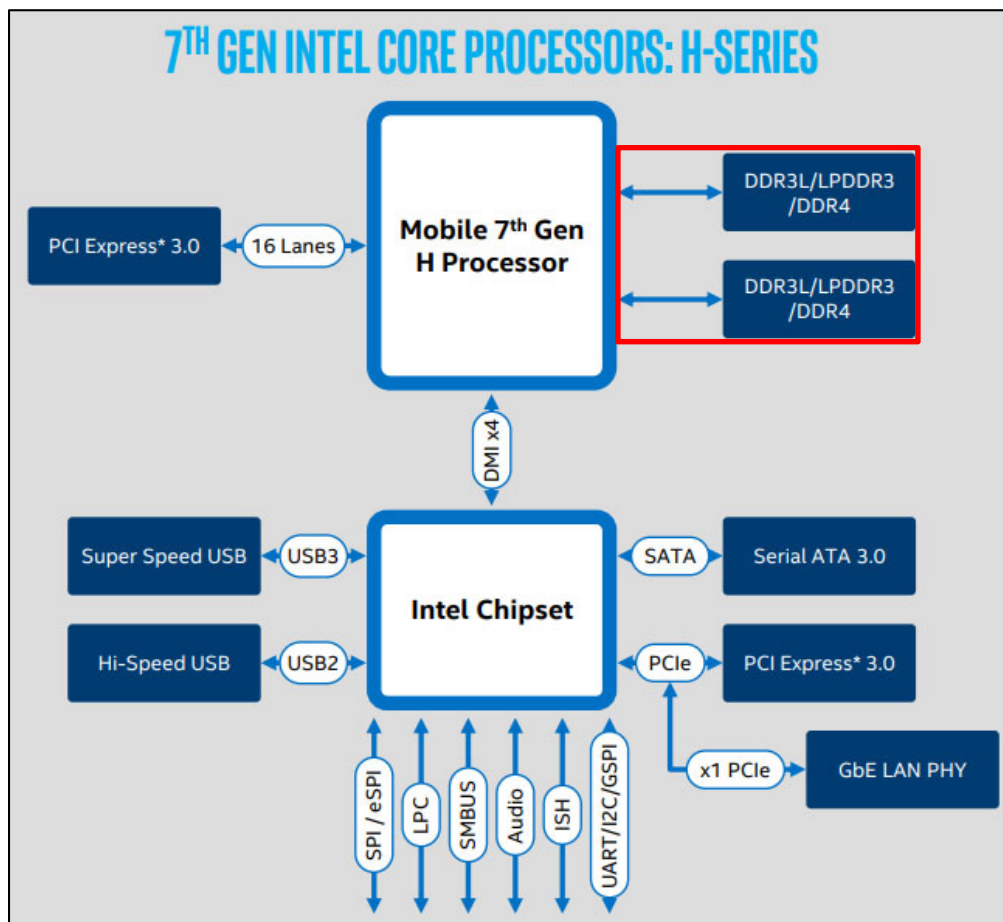 7TH GEN INTEL CORE PROCESSORS: H-SERIES
Mobile 7th Gen
H Processor
PCI Express* 3.0
16 Lanes
DDR3L/LPDDR3
/DDR4
DDR3L/LPDDR3
/DDR4
DMI x4
Intel Chipset
Super Speed USB
USB3
SATA
Serial ATA 3.0
Hi-Speed USB
USB2
PCIe
PCI Express* 3.0
x1 PCIe
GbE LAN PHY
SPI / eSPI
LPC
SMBUS
Audio
ISH
UART/I2C/GSPI